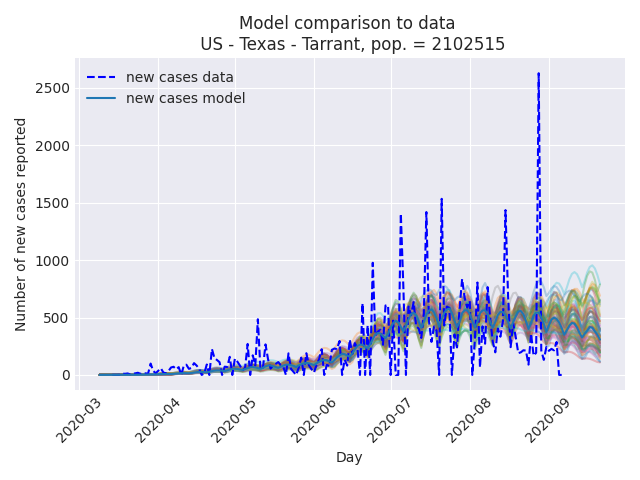 Model comparison to data
US - Texas - Tarrant, pop. = 2102515
new cases data
new cases model
Number of new cases reported
2500
2000
1500
1000
500
0
2020-03
2020-04
2020-05
2020-06
2020-07
2020-08
2020-09
Day